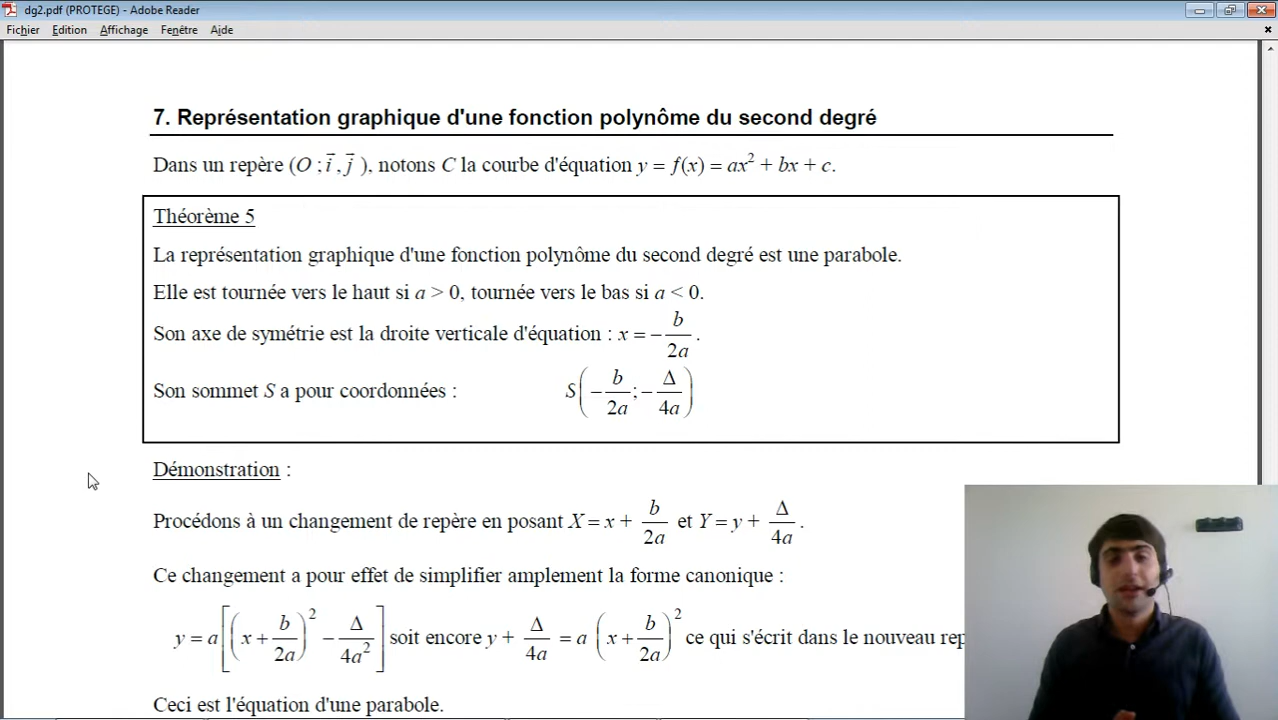 dg2.pdf (PROTEGE) - Adobe Reader
Fichier Edition Affichage Fenêtre Aide
7. Représentation graphique d'une fonction polynôme du second degré
Dans un repère (O ; i⃗ , j⃗ ), notons C la courbe d'équation y = f(x) = ax² + bx + c.
Théorème 5
La représentation graphique d'une fonction polynôme du second degré est une parabole.
Elle est tournée vers le haut si a > 0, tournée vers le bas si a < 0.
Son axe de symétrie est la droite verticale d'équation : x = − b/2a .
Son sommet S a pour coordonnées : S(− b/2a ; − Δ/4a)
Démonstration :
Procédons à un changement de repère en posant X = x + b/2a et Y = y + Δ/4a .
Ce changement a pour effet de simplifier amplement la forme canonique :
y = a[(x + b/2a)² − Δ/4a²] soit encore y + Δ/4a = a (x + b/2a)² ce qui s'écrit dans le nouveau
Ceci est l'équation d'une parabole.